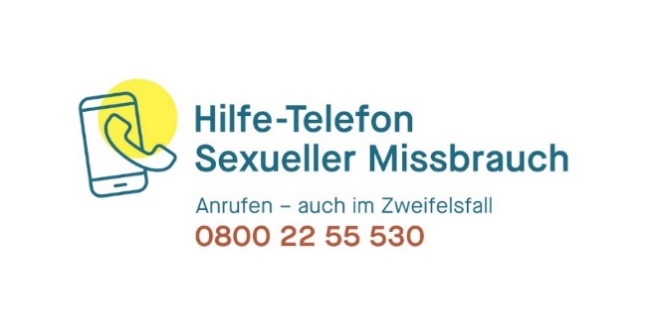 Hilfe-Telefon
Sexueller Missbrauch
Anrufen – auch im Zweifelsfall
0800 22 55 530